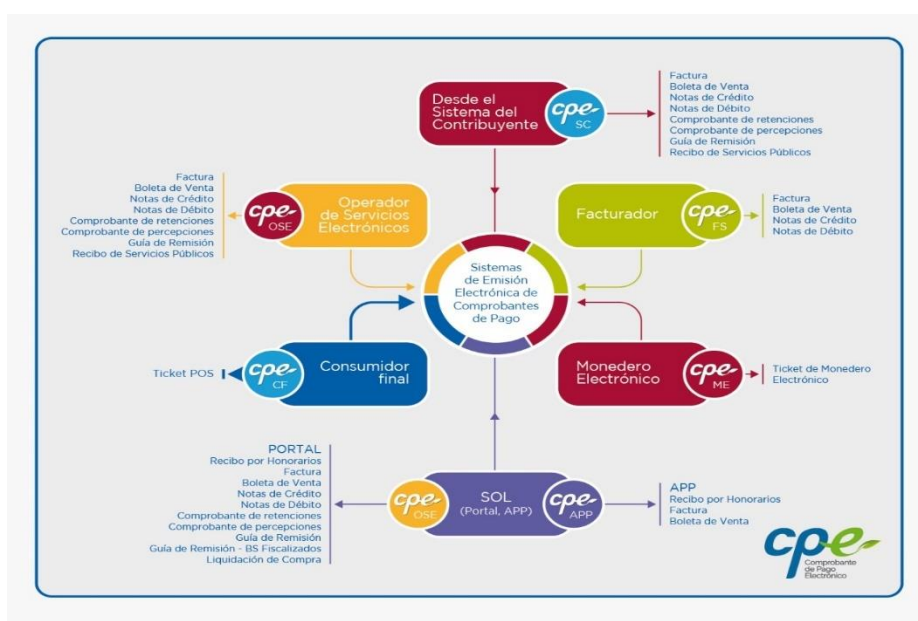 Desde el
Sistema del
Contribuyente
cpe-
SC
Factura
Boleta de Venta
Notas de Crédito
Notas de Débito
Comprobante de retenciones
Comprobante de percepciones
Guía de Remisión
Recibo de Servicios Públicos
Factura
Boleta de Venta
Notas de Crédito
Notas de Débito
Comprobante de retenciones
Comprobante de percepciones
Guía de Remisión
Recibo de Servicios Públicos
cpe-
OSE
Operador
de Servicios
Electrónicos
Facturador
cpe-
FS
Factura
Boleta de Venta
Notas de Crédito
Notas de Débito
Sistemas
de Emisión
Electrónica de
Comprobantes
de Pago
Ticket POS
cpe-
CF
Consumidor
final
Monedero
Electrónico
cpe-
ME
Ticket de Monedero
Electrónico
PORTAL
Recibo por Honorarios
Factura
Boleta de Venta
Notas de Crédito
Notas de Débito
Comprobante de retenciones
Comprobante de percepciones
Guía de Remisión
Guía de Remisión - BS Fiscalizados
Liquidación de Compra
cpe-
OSE
SOL
(Portal, APP)
cpe-
APP
APP
Recibo por Honorarios
Factura
Boleta de Venta
cpe
Comprobante
de Pago
Electrónico